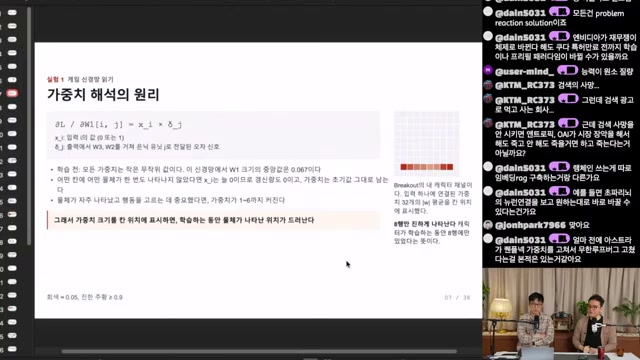 실험 1 게임 신경망 읽기
가중치 해석의 원리
∂L / ∂W1[i, j] = x_i × δ_j
x_i: 입력 i의 값 (0 또는 1)
δ_j: 출력에서 W3, W2를 거쳐 은닉 유닛 j로 전달된 오차 신호
• 학습 전: 모든 가중치는 작은 무작위 값이다. 이 신경망에서 W1 크기의 중앙값은 0.067이다
• 어떤 칸에 어떤 물체가 한 번도 나타나지 않았다면 x_i는 늘 0이므로 갱신량도 0이고, 가중치는 초기값 그대로 남는
다
• 물체가 자주 나타났고 행동을 고르는 데 중요했다면, 가중치가 1~6까지 커진다
그래서 가중치 크기를 칸 위치에 표시하면, 학습하는 동안 물체가 나타난 위치가 드러난다
Breakout의 내 캐릭터 채널이
다. 입력 하나에 연결된 가중
치 32개의 |w| 평균을 칸 위치
에 표시했다.
8행만 진하게 나타난다 캐릭
터가 학습하는 동안 8행에만
있었다는 뜻이다.
회색 ≈ 0.05, 진한 주황 ≥ 0.9
07 / 38
@dain5031 모든건 problem
reaction solution이죠
@dain5031 엔비디아가 재무쟁이
체제로 바뀐다 해도 쿠다 특허만료 전까지 학습
이나 프리필 패러다임이 바뀔 수가 있을까요
@user-mind_ 능력이 원소 질량
@KTM_RC373 검색의 사망...
@KTM_RC373 그런데 검색 광고
로 먹고 사는 회사...
@KTM_RC373 근데 검색 사망
을 안 시키면 앤트로픽, OAI가 시장 장악을 해서
해도 죽고 안 해도 죽을거면 하고 죽는다는거
아닐까요?
@dain5031 랭체인 쓰는게 따로
임베딩rag 구축하는거랑 다른가요
@dain5031 예를 들면 초파리뇌
의 뉴런연결을 보고 원하는대로 바로 바꿀 수
있다는건가요
@jonhpark7966 맞아요
@dain5031 얼마 전에 아스트라
가 퀜풀넷 가중치를 고쳐서 무한루프버그 고쳤
다는걸 본적은 있는거같아요